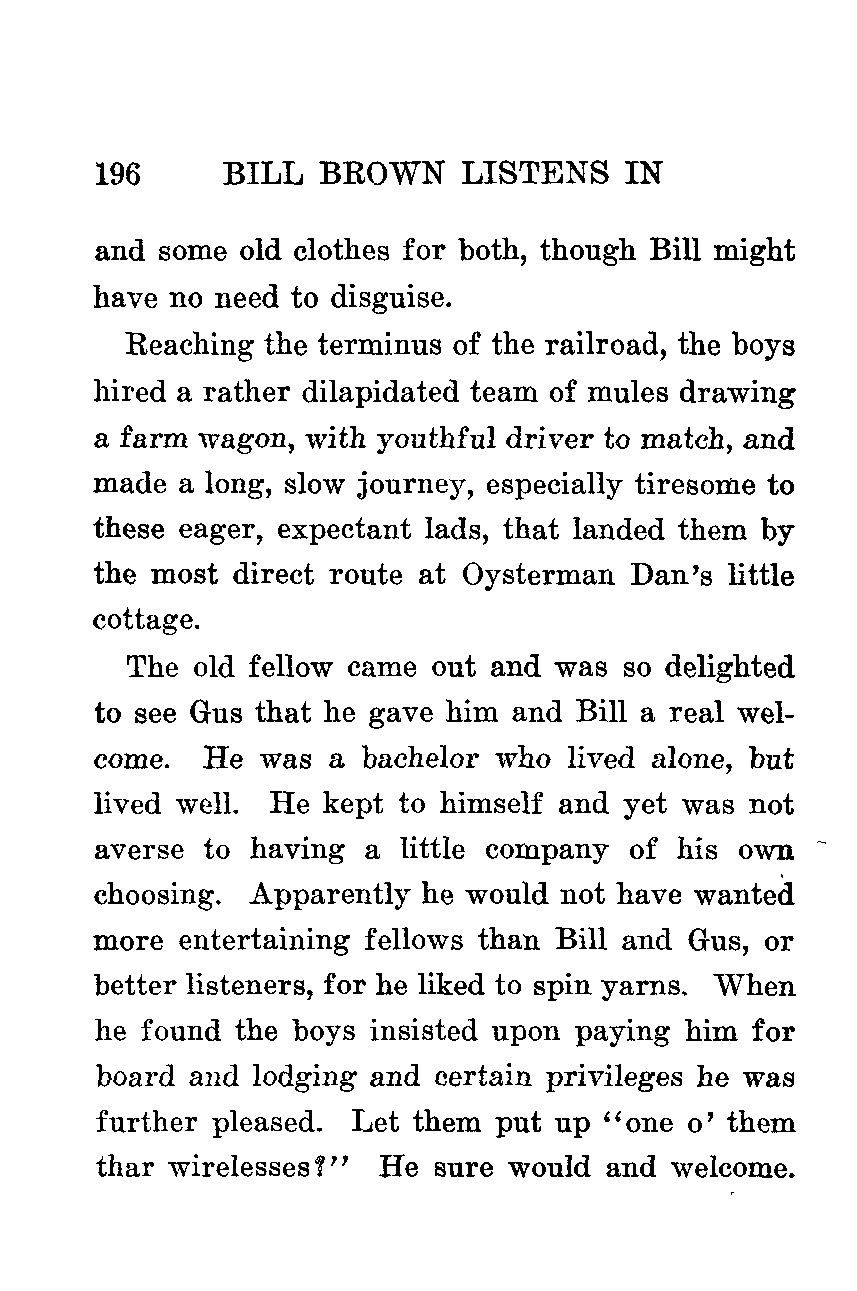 196 BILL BROWN LISTENS IN
and some old clothes for both, though Bill might
have no need to disguise.
Reaching the terminus of the railroad, the boys
hired a rather dilapidated team of mules drawing
a farm wagon, with youthful driver to match, and
made a long, slow journey, especially tiresome to
these eager, expectant lads, that landed them by
the most direct route at Oysterman Dan's little
cottage.
The old fellow came out and was so delighted
to see Gus that he gave him and Bill a real wel-
come. He was a bachelor who lived alone, but
lived well. He kept to himself and yet was not
averse to having a little company of his own
choosing. Apparently he would not have wanted
more entertaining fellows than Bill and Gus, or
better listeners, for he liked to spin yarns. When
he found the boys insisted upon paying him for
board and lodging and certain privileges he was
further pleased. Let them put up "one o' them
thar wirelesses?" He sure would and welcome.